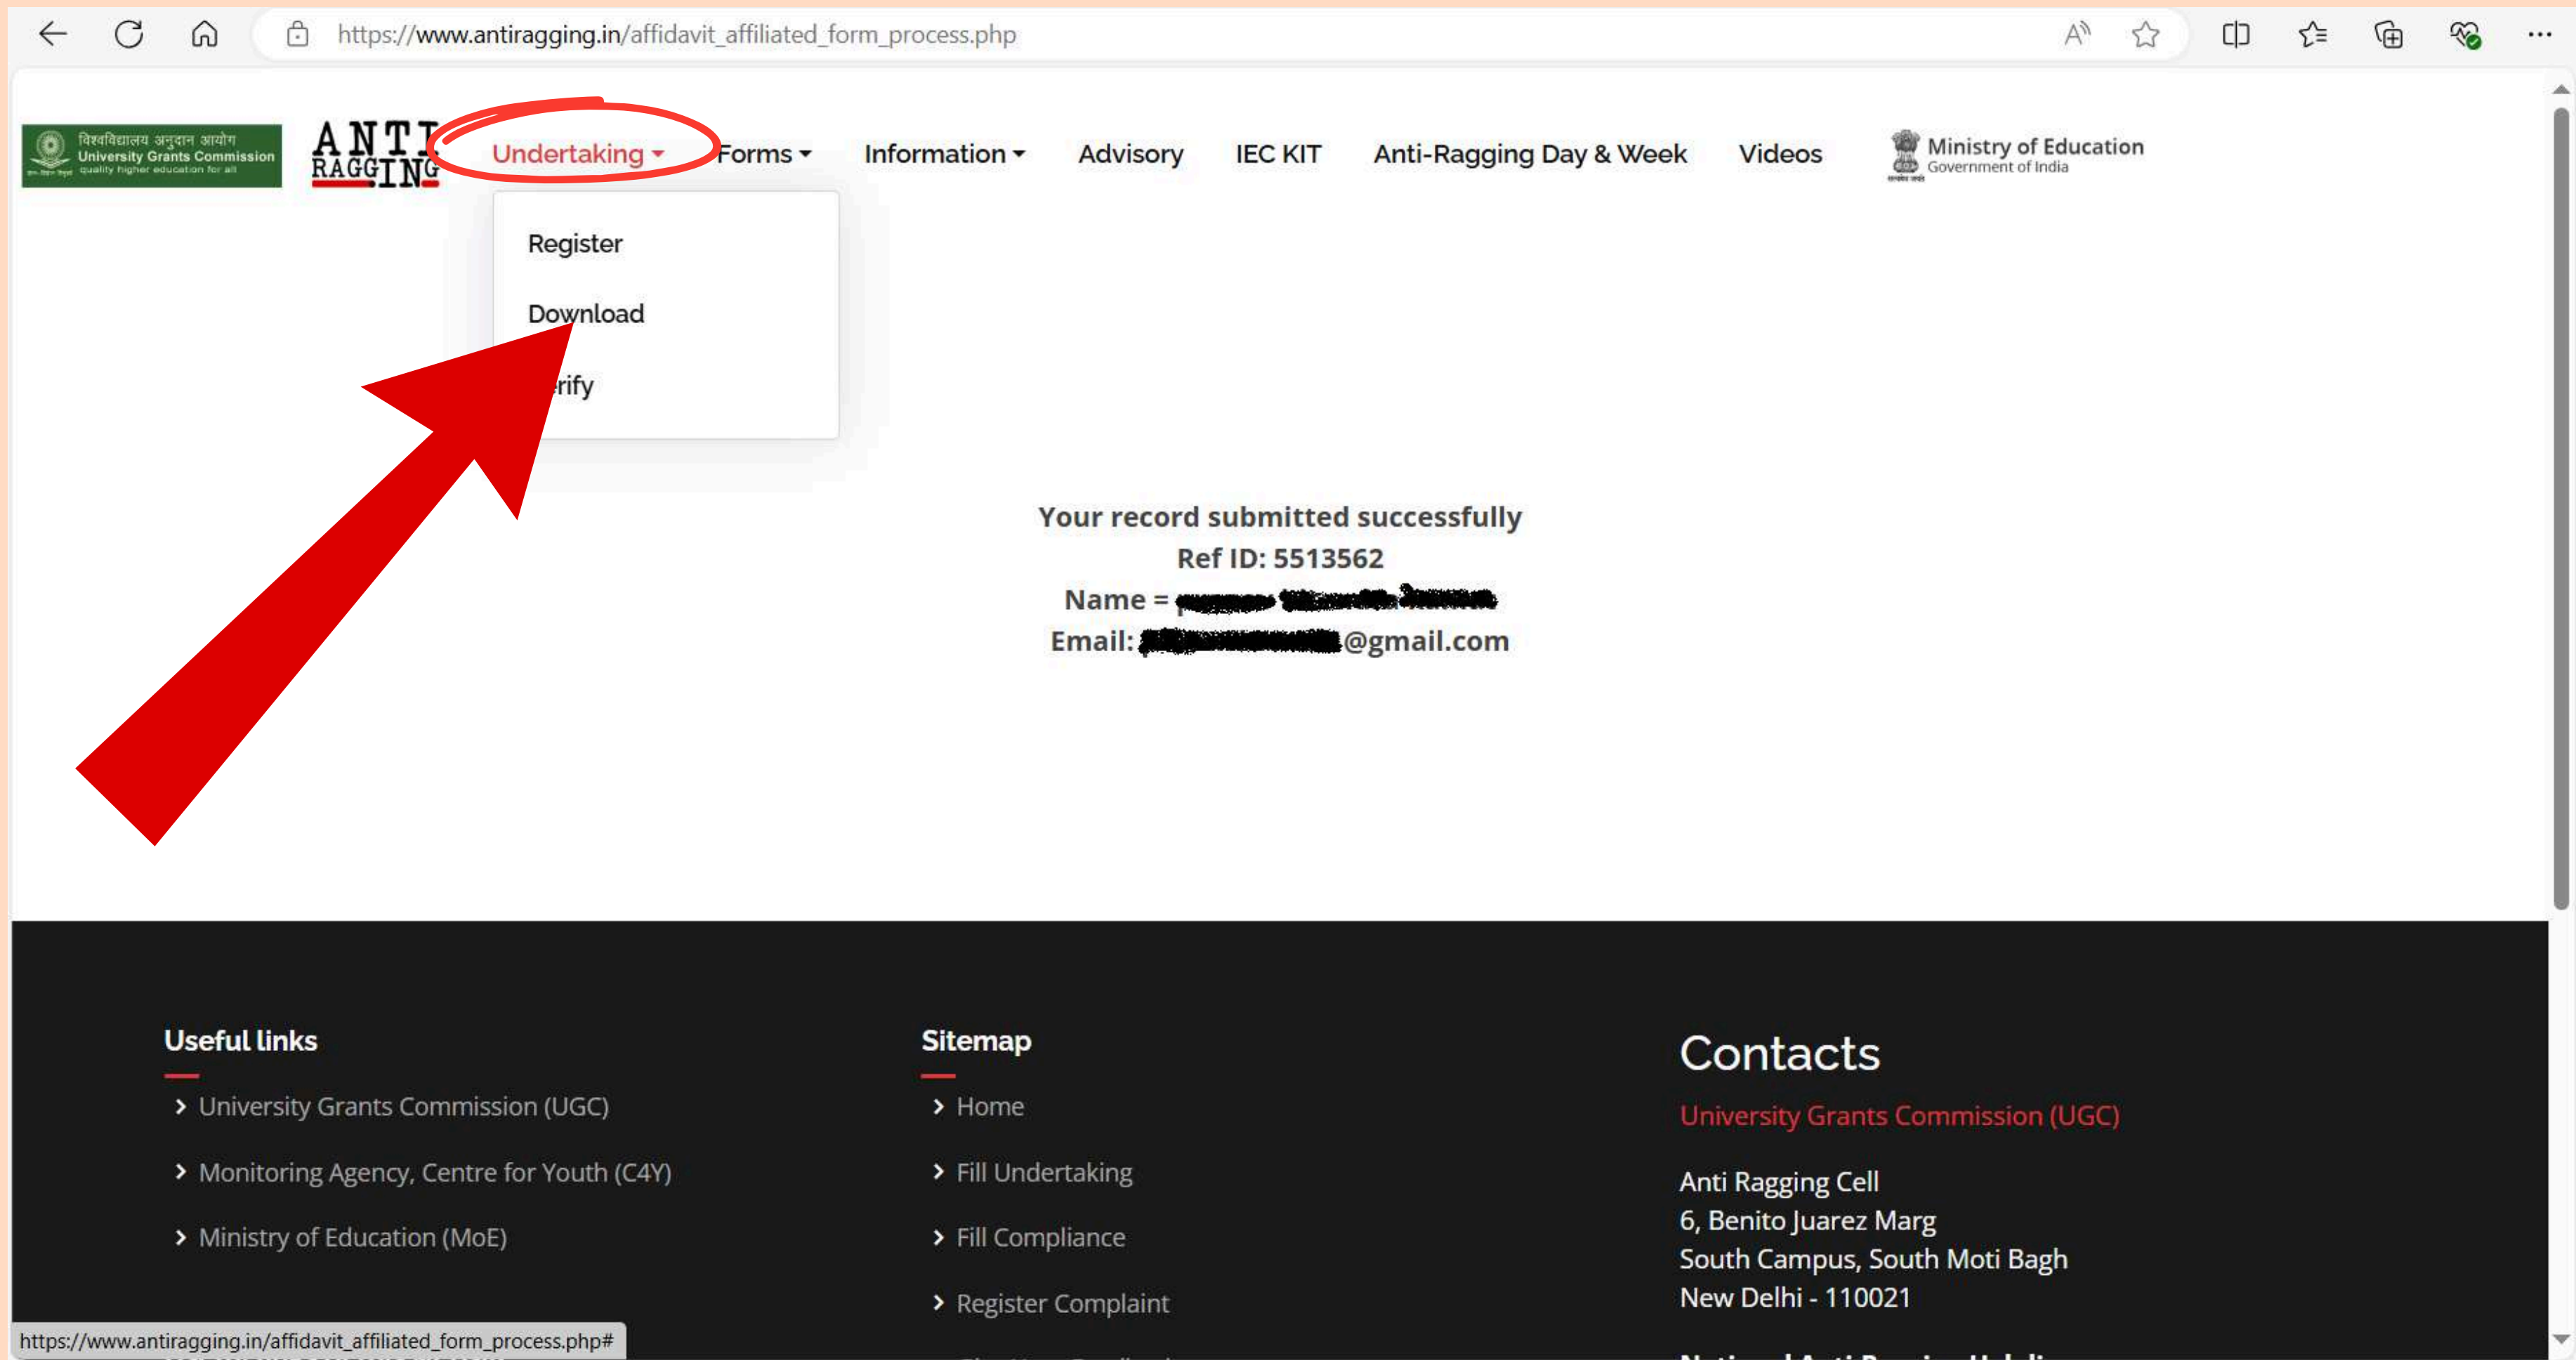 https://www.antiragging.in/affidavit_affiliated_form_process.php
विश्वविद्यालय अनुदान आयोग
University Grants Commission
quality higher education for all
ANTI
RAGGING
Undertaking
Forms
Information
Advisory
IEC KIT
Anti-Ragging Day & Week
Videos
Ministry of Education
Government of India
Register
Download
rify
Your record submitted successfully
Ref ID: 5513562
Name =
Email: @gmail.com
Useful links
University Grants Commission (UGC)
Monitoring Agency, Centre for Youth (C4Y)
Ministry of Education (MoE)
Sitemap
Home
Fill Undertaking
Fill Compliance
Register Complaint
Contacts
University Grants Commission (UGC)
Anti Ragging Cell
6, Benito Juarez Marg
South Campus, South Moti Bagh
New Delhi - 110021
https://www.antiragging.in/affidavit_affiliated_form_process.php#